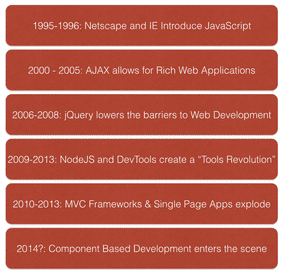 1995-1996: Netscape and IE Introduce JavaScript
2000 - 2005: AJAX allows for Rich Web Applications
2006-2008: jQuery lowers the barriers to Web Development
2009-2013: NodeJS and DevTools create a “Tools Revolution”
2010-2013: MVC Frameworks & Single Page Apps explode
2014?: Component Based Development enters the scene